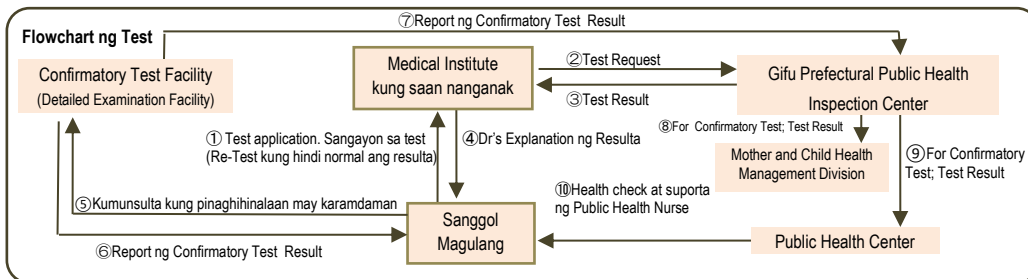 ⑦Report ng Confirmatory Test Result
Flowchart ng Test
Confirmatory Test Facility
(Detailed Examination Facility)
Medical Institute
kung saan nanganak
②Test Request
③Test Result
Gifu Prefectural Public Health
Inspection Center
① Test application. Sangayon sa test
(Re-Test kung hindi normal ang resulta)
④Dr's Explanation ng Resulta
⑧For Confirmatory Test; Test Result
Mother and Child Health
Management Division
⑨For Confirmatory
Test; Test Result
⑤Kumunsulta kung pinaghihinalaan may karamdaman
⑩Health check at suporta
ng Public Health Nurse
Sanggol
Magulang
⑥Report ng Confirmatory Test Result
Public Health Center